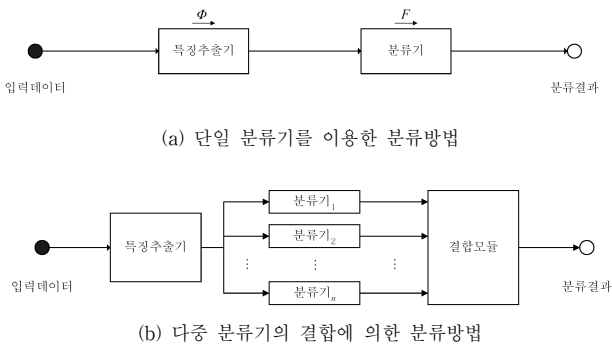 Φ F
특징추출기 분류기
입력데이터 분류결과
(a) 단일 분류기를 이용한 분류방법
분류기1
특징추출기 분류기2 결합모듈
⋮ ⋮ ⋮
분류기n
입력데이터 분류결과
(b) 다중 분류기의 결합에 의한 분류방법